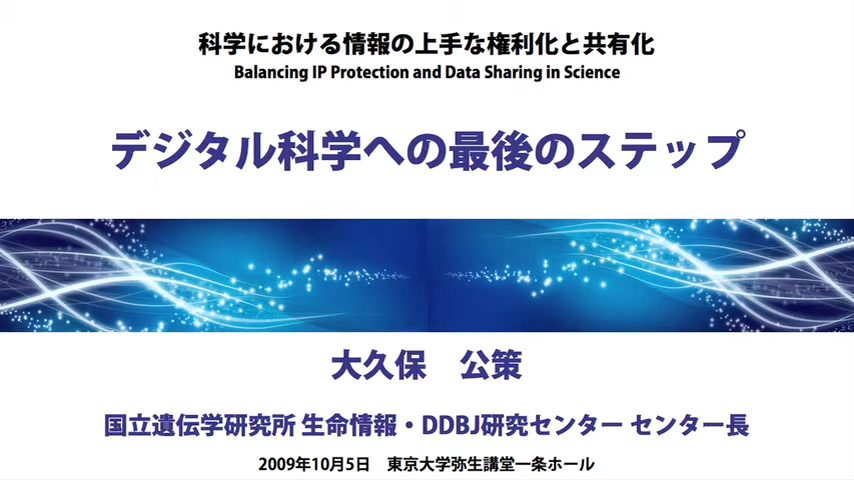 科学における情報の上手な権利化と共有化
Balancing IP Protection and Data Sharing in Science
デジタル科学への最後のステップ
大久保　公策
国立遺伝学研究所 生命情報・DDBJ研究センター センター長
2009年10月5日　東京大学弥生講堂一条ホール